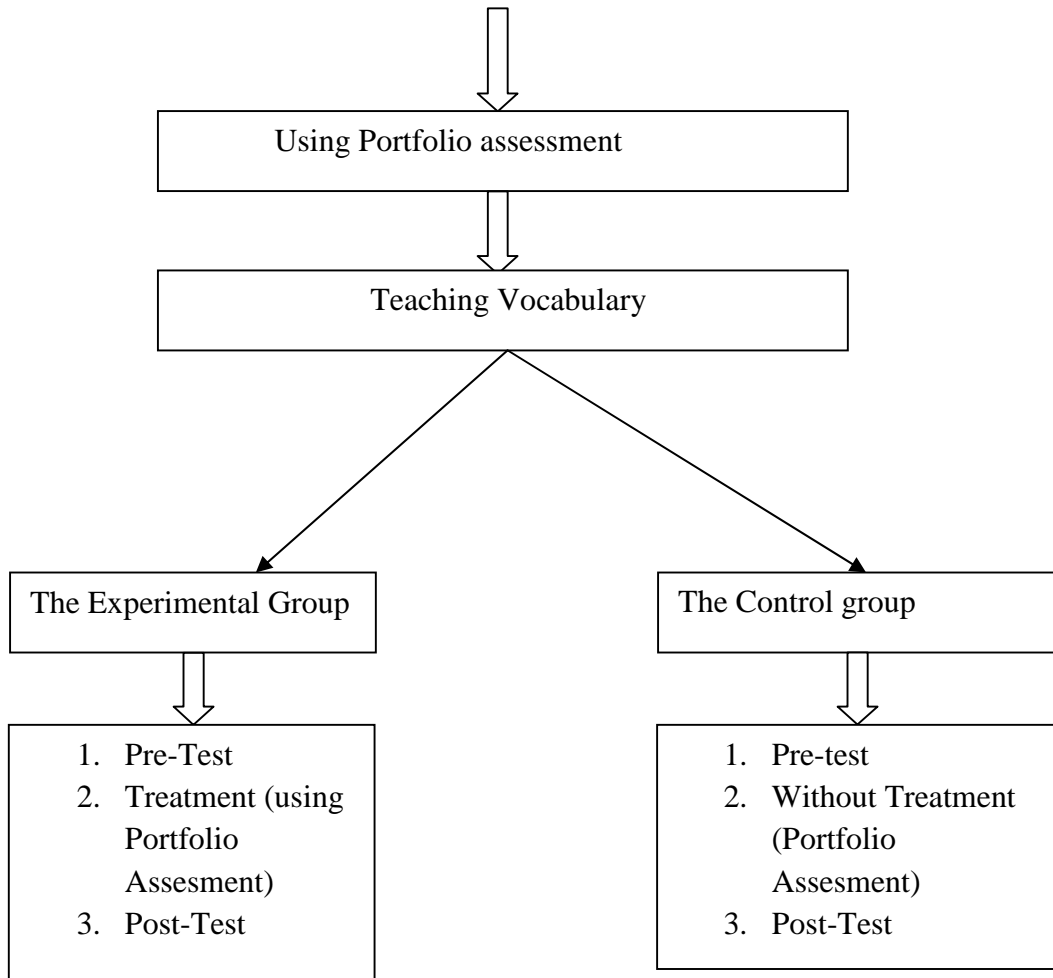 Using Portfolio assessment
Teaching Vocabulary
The Experimental Group
The Control group
1. Pre-Test
2. Treatment (using
Portfolio
Assesment)
3. Post-Test
1. Pre-test
2. Without Treatment
(Portfolio
Assesment)
3. Post-Test